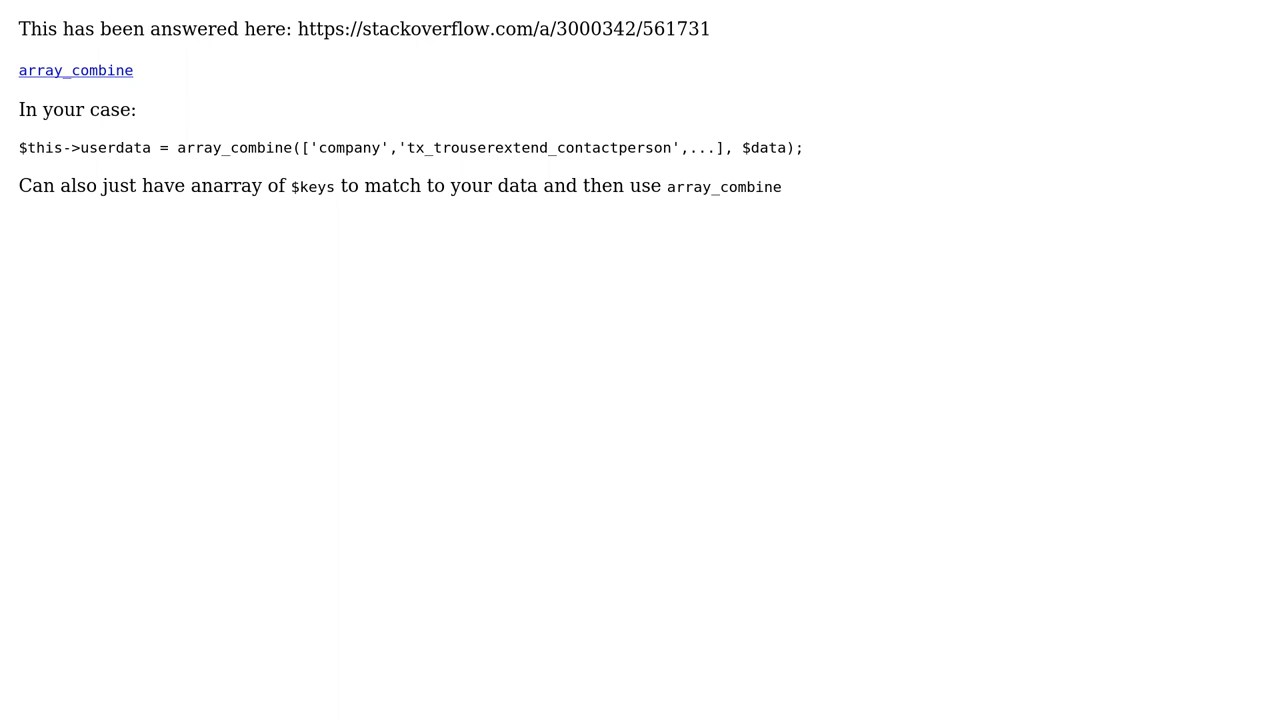 This has been answered here: https://stackoverflow.com/a/3000342/561731
array_combine
In your case:
$this->userdata = array_combine(['company','tx_trouserextend_contactperson',...], $data);
Can also just have anarray of $keys to match to your data and then use array_combine